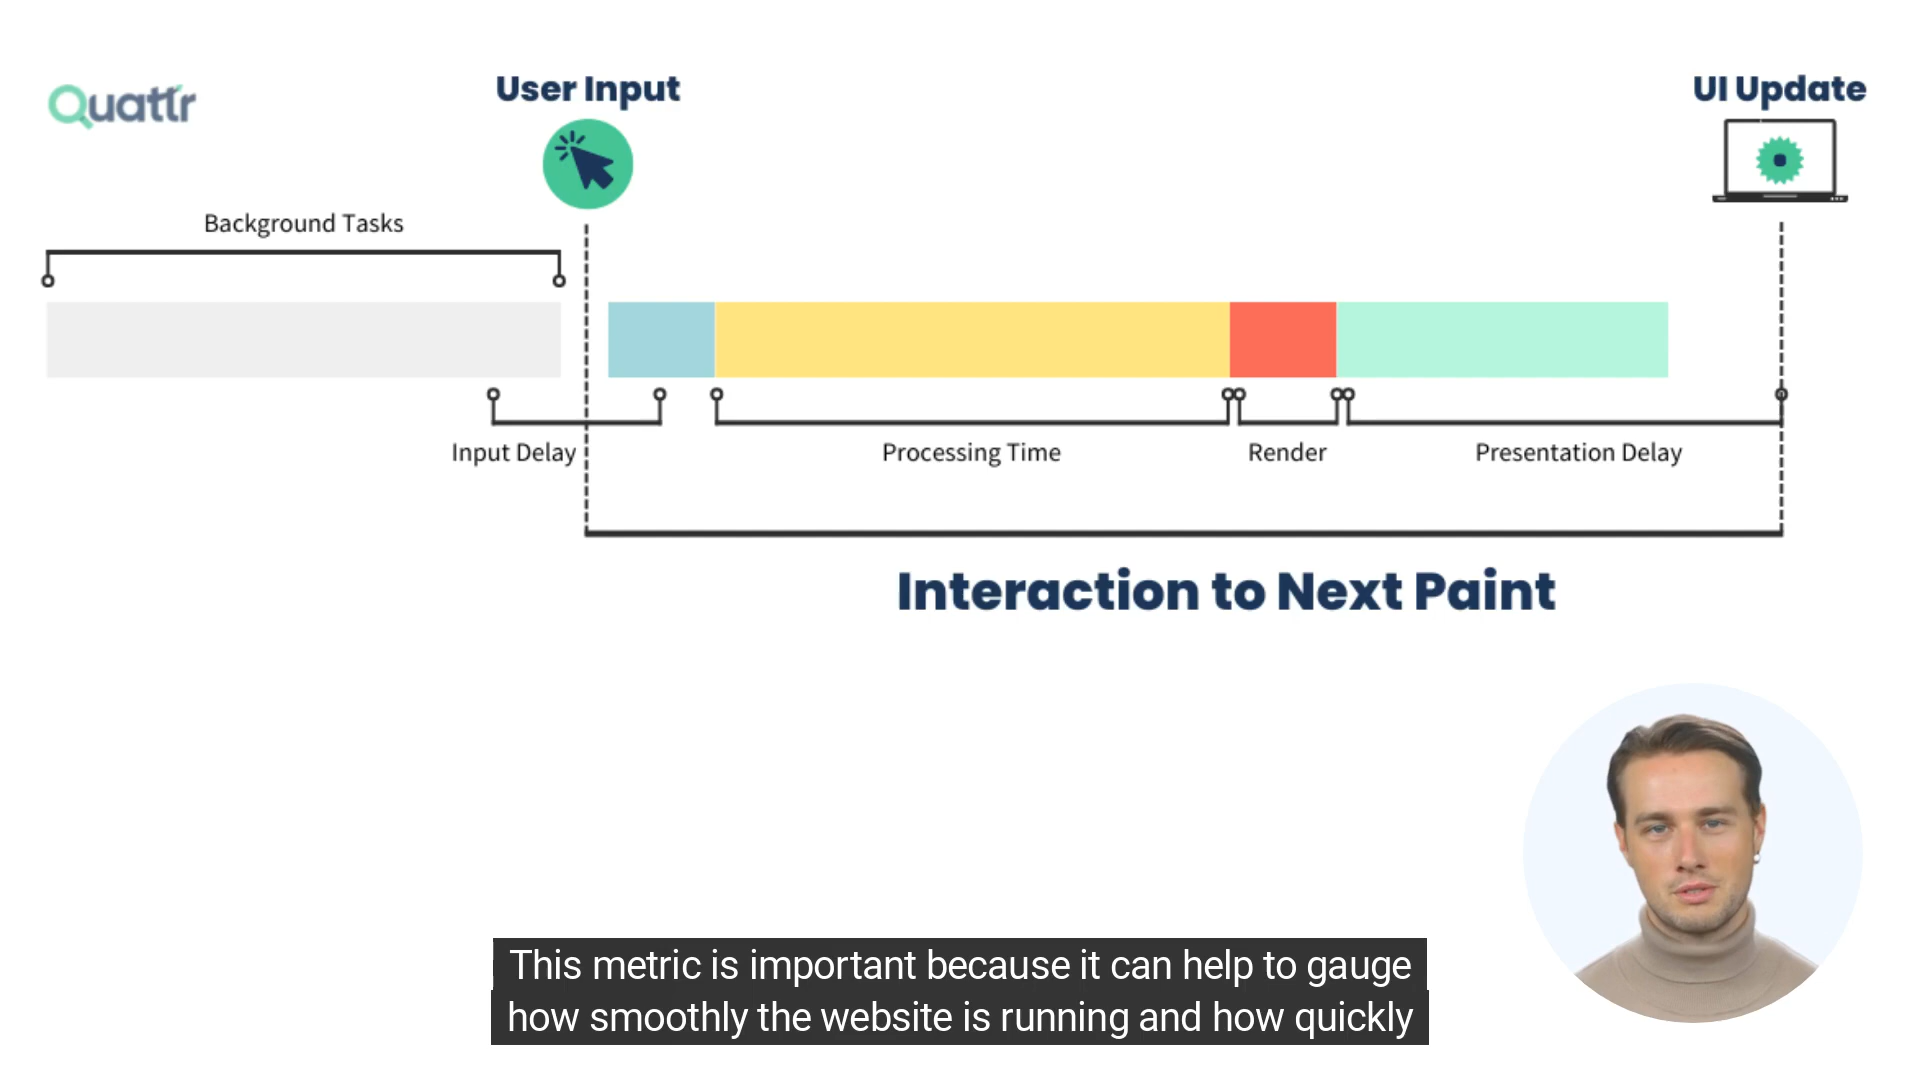 Quattr
User Input
UI Update
Background Tasks
Input Delay
Processing Time
Render
Presentation Delay
Interaction to Next Paint
This metric is important because it can help to gauge
how smoothly the website is running and how quickly